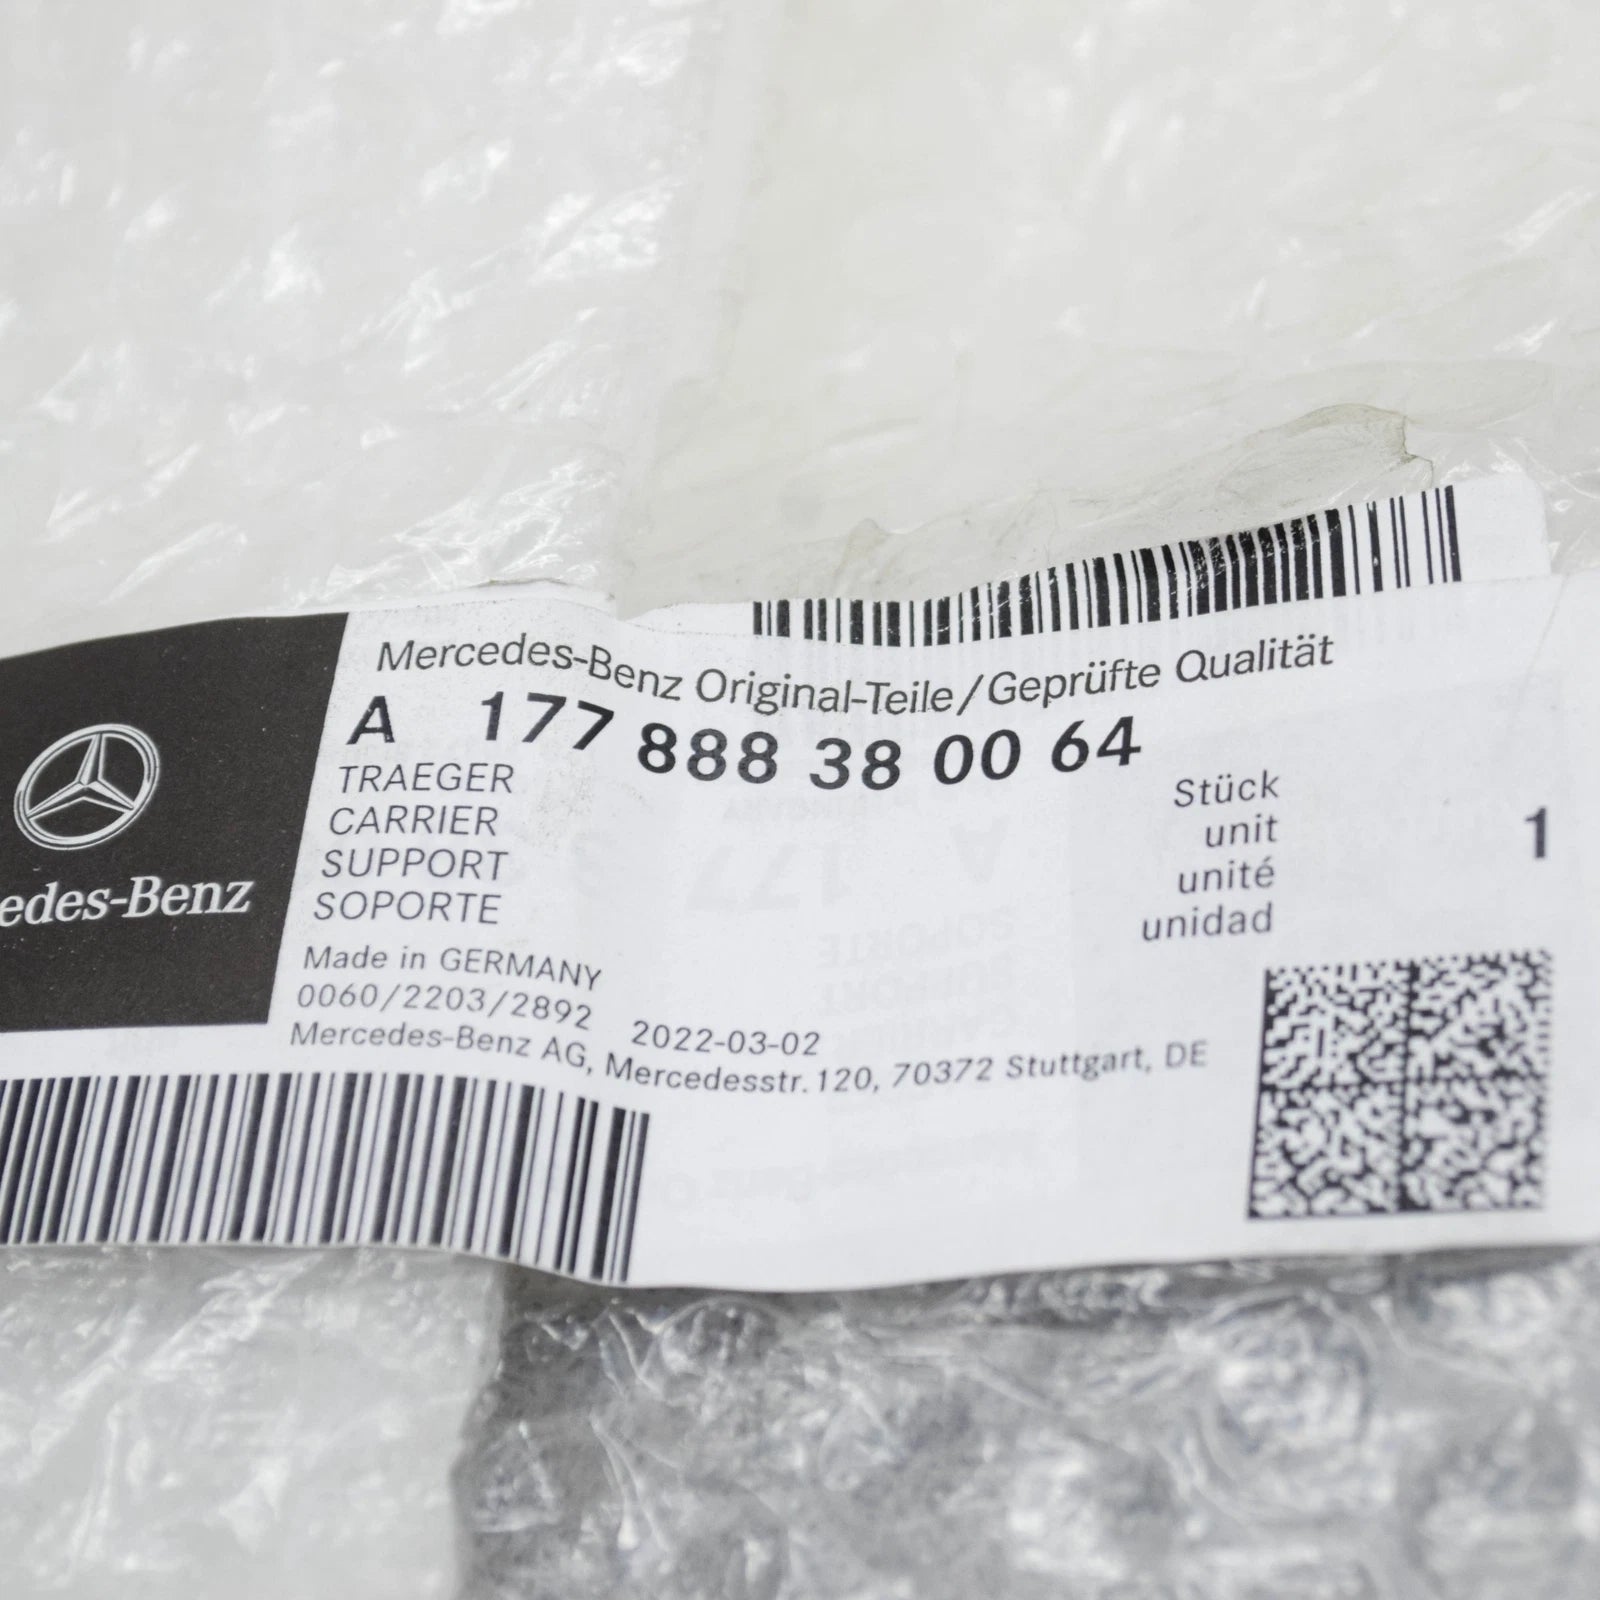 Mercedes-Benz Original-Teile/Geprüfte Qualität
A 177 888 38 00 64
TRAEGER
CARRIER
SUPPORT
SOPORTE
Stück
unit
unité
unidad
1
edes-Benz
Made in GERMANY
0060/2203/2892 2022-03-02
Mercedes-Benz AG, Mercedesstr. 120, 70372 Stuttgart, DE